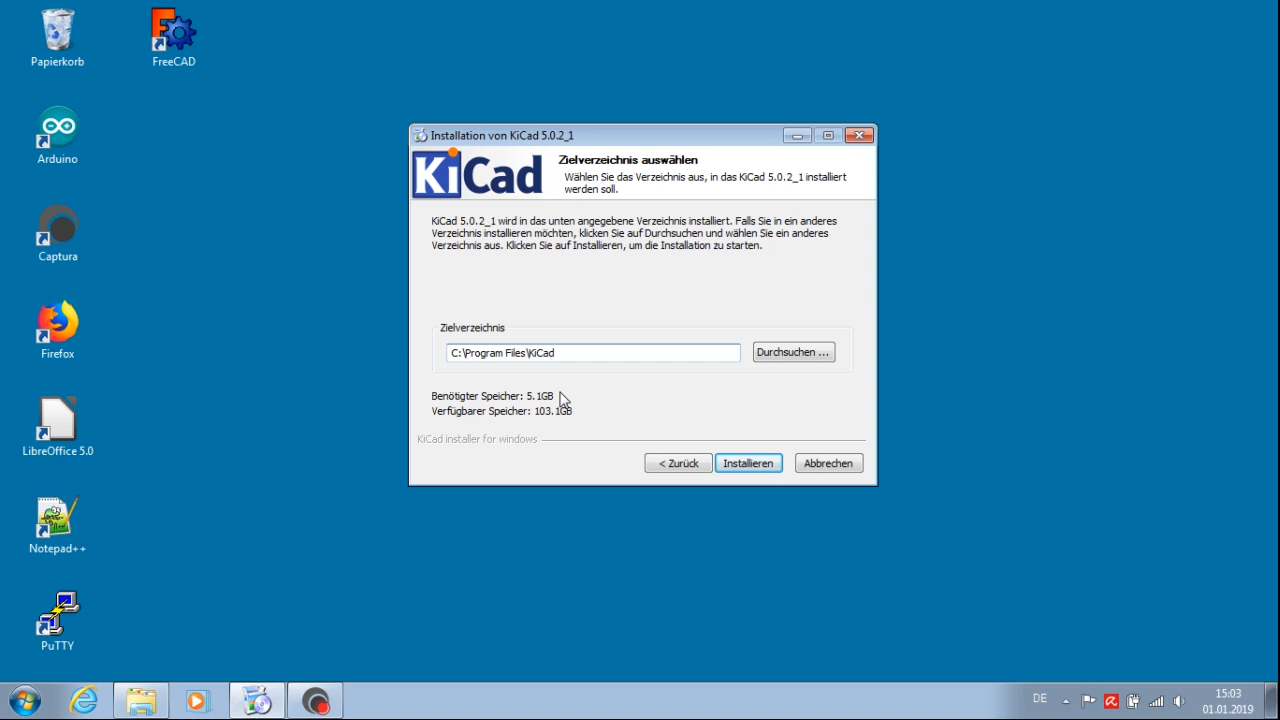 Papierkorb
FreeCAD
Arduino
Captura
Firefox
LibreOffice 5.0
Notepad++
PuTTY
Installation von KiCad 5.0.2_1
KiCad
Zielverzeichnis auswählen
Wählen Sie das Verzeichnis aus, in das KiCad 5.0.2_1 installiert
werden soll.
KiCad 5.0.2_1 wird in das unten angegebene Verzeichnis installiert. Falls Sie in ein anderes
Verzeichnis installieren möchten, klicken Sie auf Durchsuchen und wählen Sie ein anderes
Verzeichnis aus. Klicken Sie auf Installieren, um die Installation zu starten.
Zielverzeichnis
C:\Program Files\KiCad
Durchsuchen ...
Benötigter Speicher: 5.1GB
Verfügbarer Speicher: 103.1GB
KiCad installer for windows
< Zurück
Installieren
Abbrechen
DE
15:03
01.01.2019